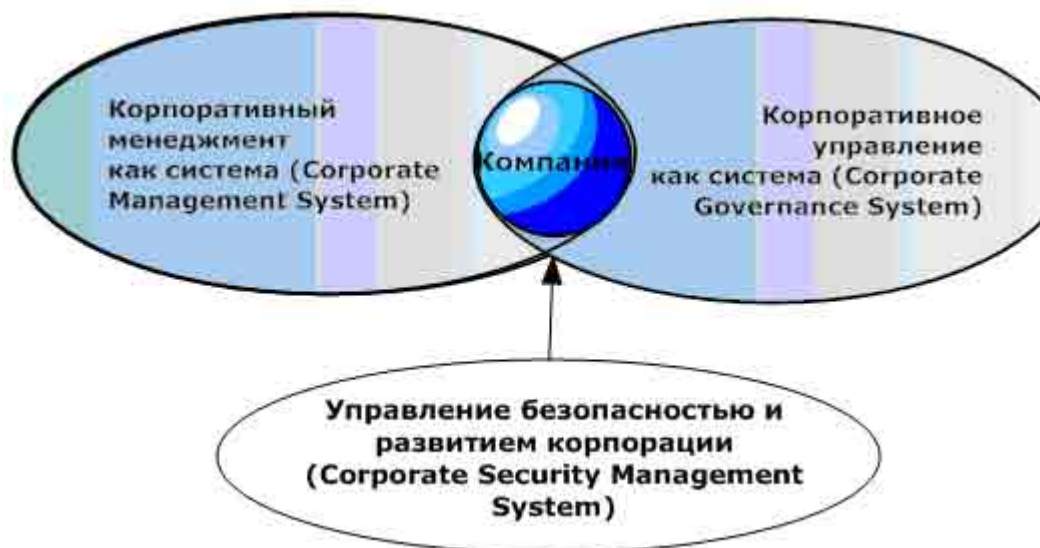 Корпоративный
менеджмент
как система (Corporate
Management System)
Компания
Корпоративное
управление
как система (Corporate
Governance System)
Управление безопасностью и
развитием корпорации
(Corporate Security Management
System)